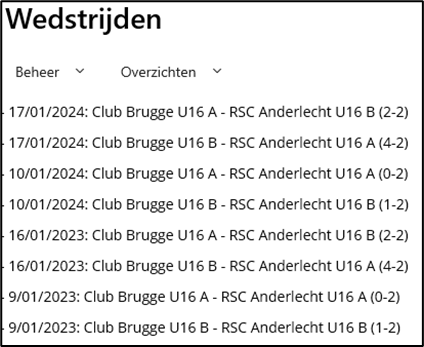 Wedstrijden
Beheer Overzichten
- 17/01/2024: Club Brugge U16 A - RSC Anderlecht U16 B (2-2)
- 17/01/2024: Club Brugge U16 B - RSC Anderlecht U16 A (4-2)
- 10/01/2024: Club Brugge U16 A - RSC Anderlecht U16 A (0-2)
- 10/01/2024: Club Brugge U16 B - RSC Anderlecht U16 B (1-2)
- 16/01/2023: Club Brugge U16 A - RSC Anderlecht U16 B (2-2)
- 16/01/2023: Club Brugge U16 B - RSC Anderlecht U16 A (4-2)
- 9/01/2023: Club Brugge U16 A - RSC Anderlecht U16 A (0-2)
- 9/01/2023: Club Brugge U16 B - RSC Anderlecht U16 B (1-2)